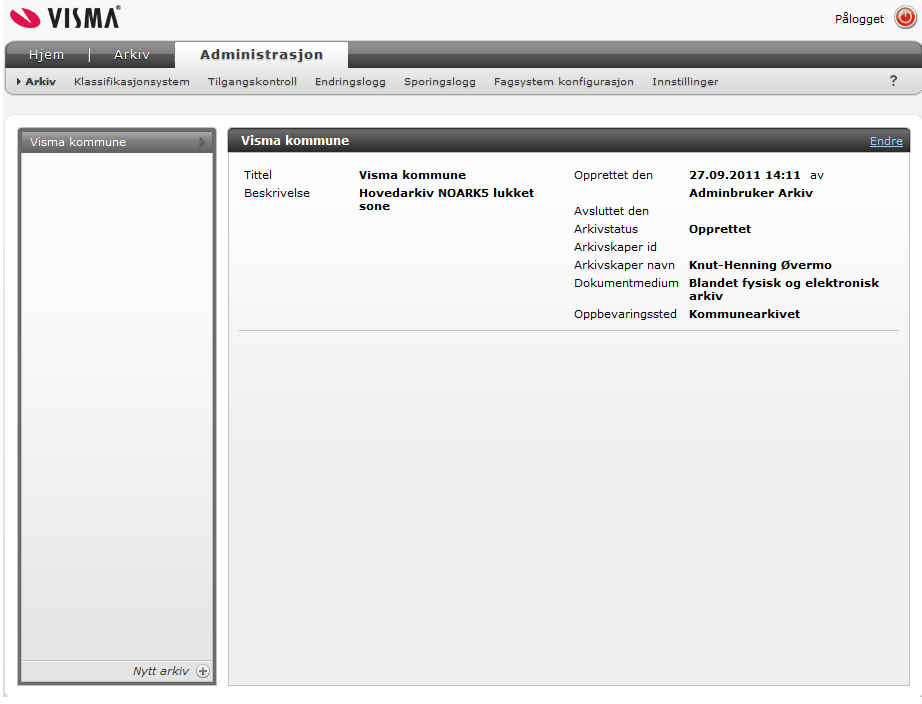 VISMA®
Pålogget
Hjem | Arkiv Administrasjon
Arkiv Klassifikasjonsystem Tilgangskontroll Endringslogg Sporingslogg Fagsystem konfigurasjon Innstillinger ?
Visma kommune
Visma kommune Endre
Tittel Visma kommune
Beskrivelse Hovedarkiv NOARK5 lukket
sone
Opprettet den 27.09.2011 14:11 av
Adminbruker Arkiv
Avsluttet den
Arkivstatus Opprettet
Arkivskaper id
Arkivskaper navn Knut-Henning Øvermo
Dokumentmedium Blandet fysisk og elektronisk
arkiv
Oppbevaringssted Kommunearkivet
Nytt arkiv